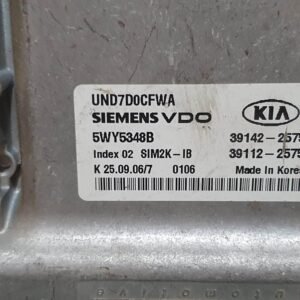 UND7D0CFWA
SIEMENS VDO KIA
5WY5348B 39142-2575
Index 02 SIM2K-IB 39112-2575
K 25.09.06/7 0106 Made In Korea